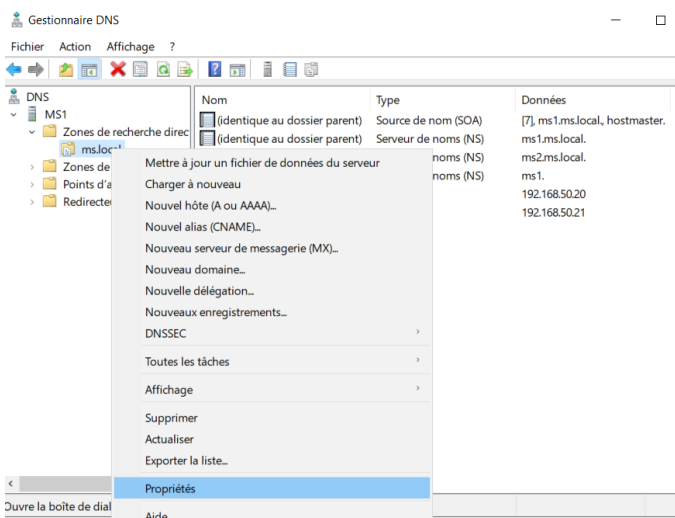 Gestionnaire DNS
Fichier Action Affichage ?
DNS
MS1
Zones de recherche direc
ms.local
Zones de
Points d'a
Redirecte
Nom Type Données
(identique au dossier parent) Source de nom (SOA) [7], ms1.ms.local., hostmaster.
(identique au dossier parent) Serveur de noms (NS) ms1.ms.local.
noms (NS) ms2.ms.local.
noms (NS) ms1.
192.168.50.20
192.168.50.21
Mettre à jour un fichier de données du serveur
Charger à nouveau
Nouvel hôte (A ou AAAA)...
Nouvel alias (CNAME)...
Nouveau serveur de messagerie (MX)...
Nouveau domaine...
Nouvelle délégation...
Nouveaux enregistrements...
DNSSEC
Toutes les tâches
Affichage
Supprimer
Actualiser
Exporter la liste...
Propriétés
Aide
Ouvre la boîte de dial